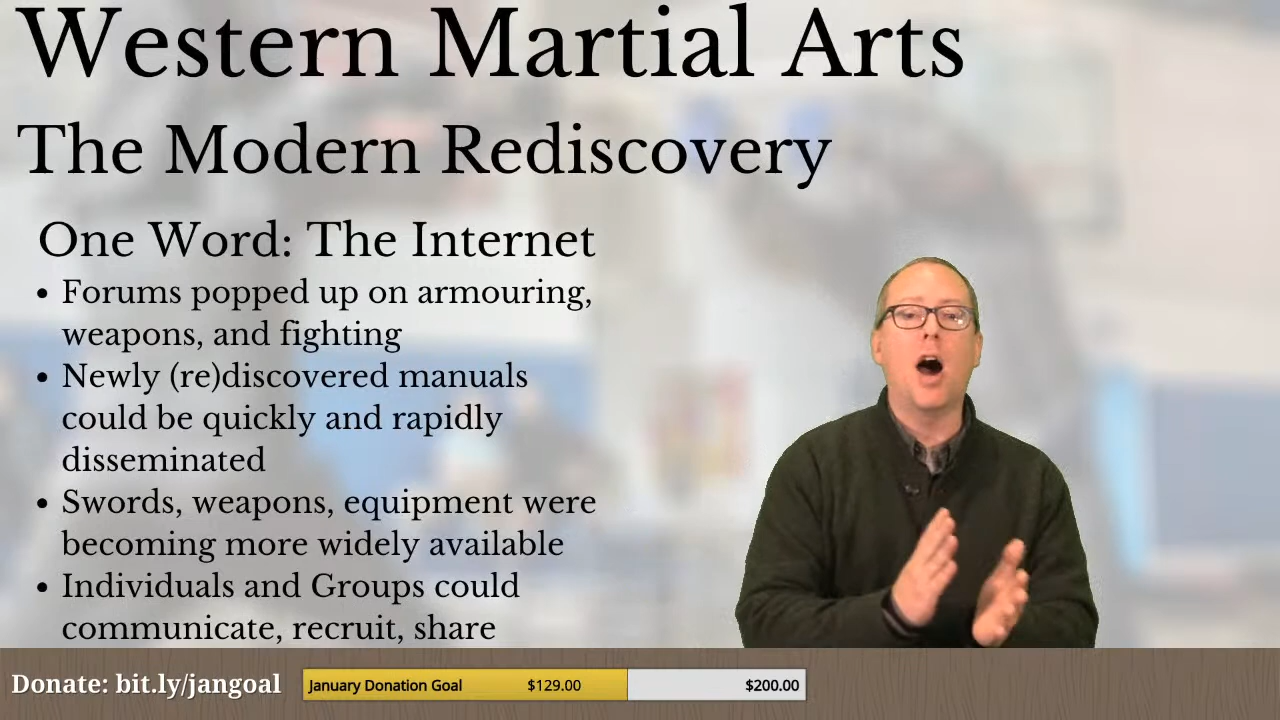 Western Martial Arts
The Modern Rediscovery
One Word: The Internet
• Forums popped up on armouring,
weapons, and fighting
• Newly (re)discovered manuals
could be quickly and rapidly
disseminated
• Swords, weapons, equipment were
becoming more widely available
• Individuals and Groups could
communicate, recruit, share
Donate: bit.ly/jangoal January Donation Goal $129.00 $200.00